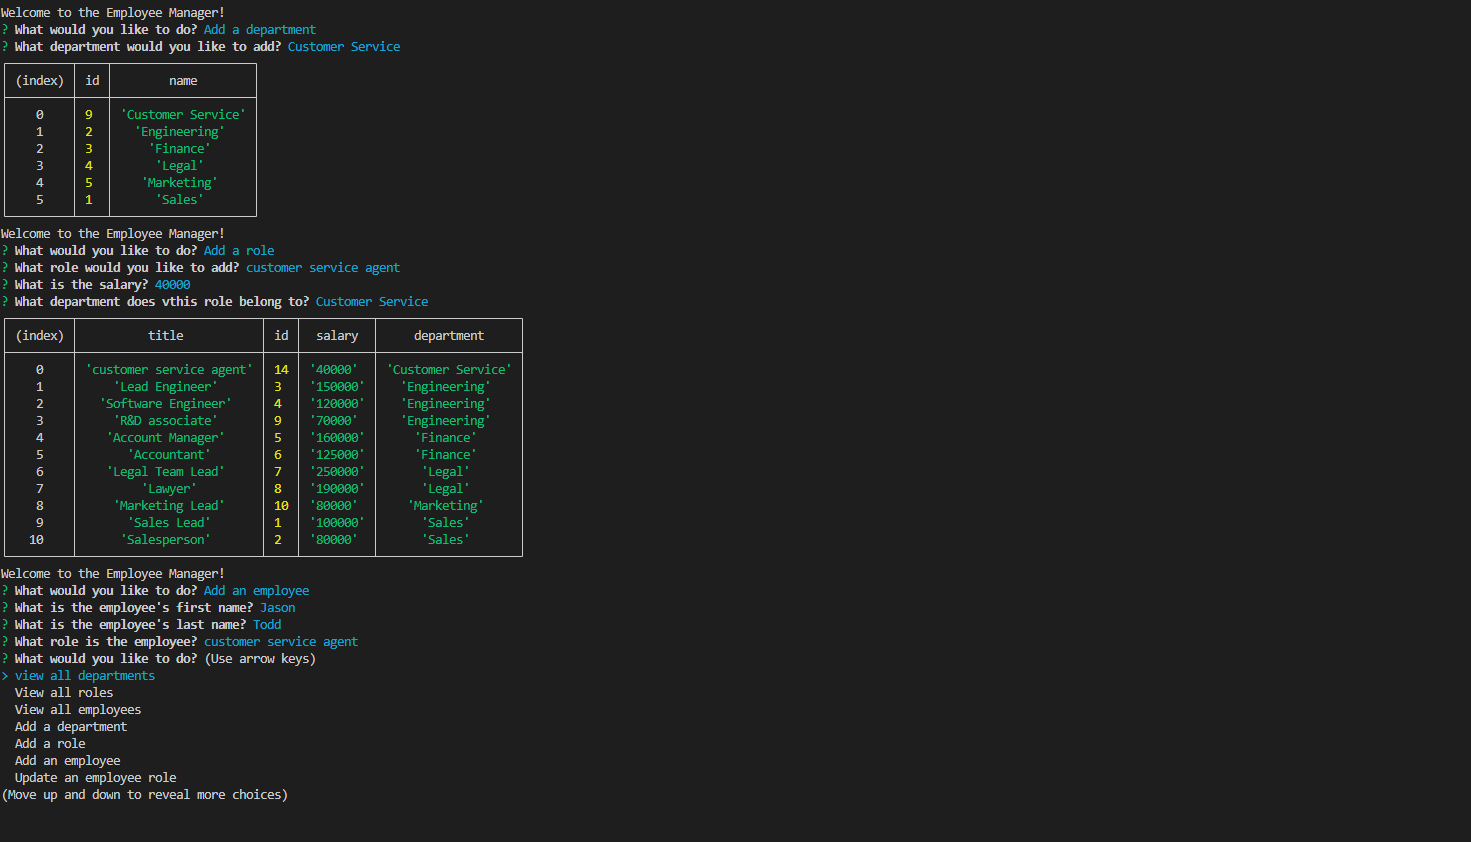 Welcome to the Employee Manager!
? What would you like to do? Add a department
? What department would you like to add? Customer Service
(index) id name
0 9 'Customer Service'
1 2 'Engineering'
2 3 'Finance'
3 4 'Legal'
4 5 'Marketing'
5 1 'Sales'
Welcome to the Employee Manager!
? What would you like to do? Add a role
? What role would you like to add? customer service agent
? What is the salary? 40000
? What department does vthis role belong to? Customer Service
(index) title id salary department
0 'customer service agent' 14 '40000' 'Customer Service'
1 'Lead Engineer' 3 '150000' 'Engineering'
2 'Software Engineer' 4 '120000' 'Engineering'
3 'R&D associate' 9 '70000' 'Engineering'
4 'Account Manager' 5 '160000' 'Finance'
5 'Accountant' 6 '125000' 'Finance'
6 'Legal Team Lead' 7 '250000' 'Legal'
7 'Lawyer' 8 '190000' 'Legal'
8 'Marketing Lead' 10 '80000' 'Marketing'
9 'Sales Lead' 1 '100000' 'Sales'
10 'Salesperson' 2 '80000' 'Sales'
Welcome to the Employee Manager!
? What would you like to do? Add an employee
? What is the employee's first name? Jason
? What is the employee's last name? Todd
? What role is the employee? customer service agent
? What would you like to do? (Use arrow keys)
> view all departments
View all roles
View all employees
Add a department
Add a role
Add an employee
Update an employee role
(Move up and down to reveal more choices)